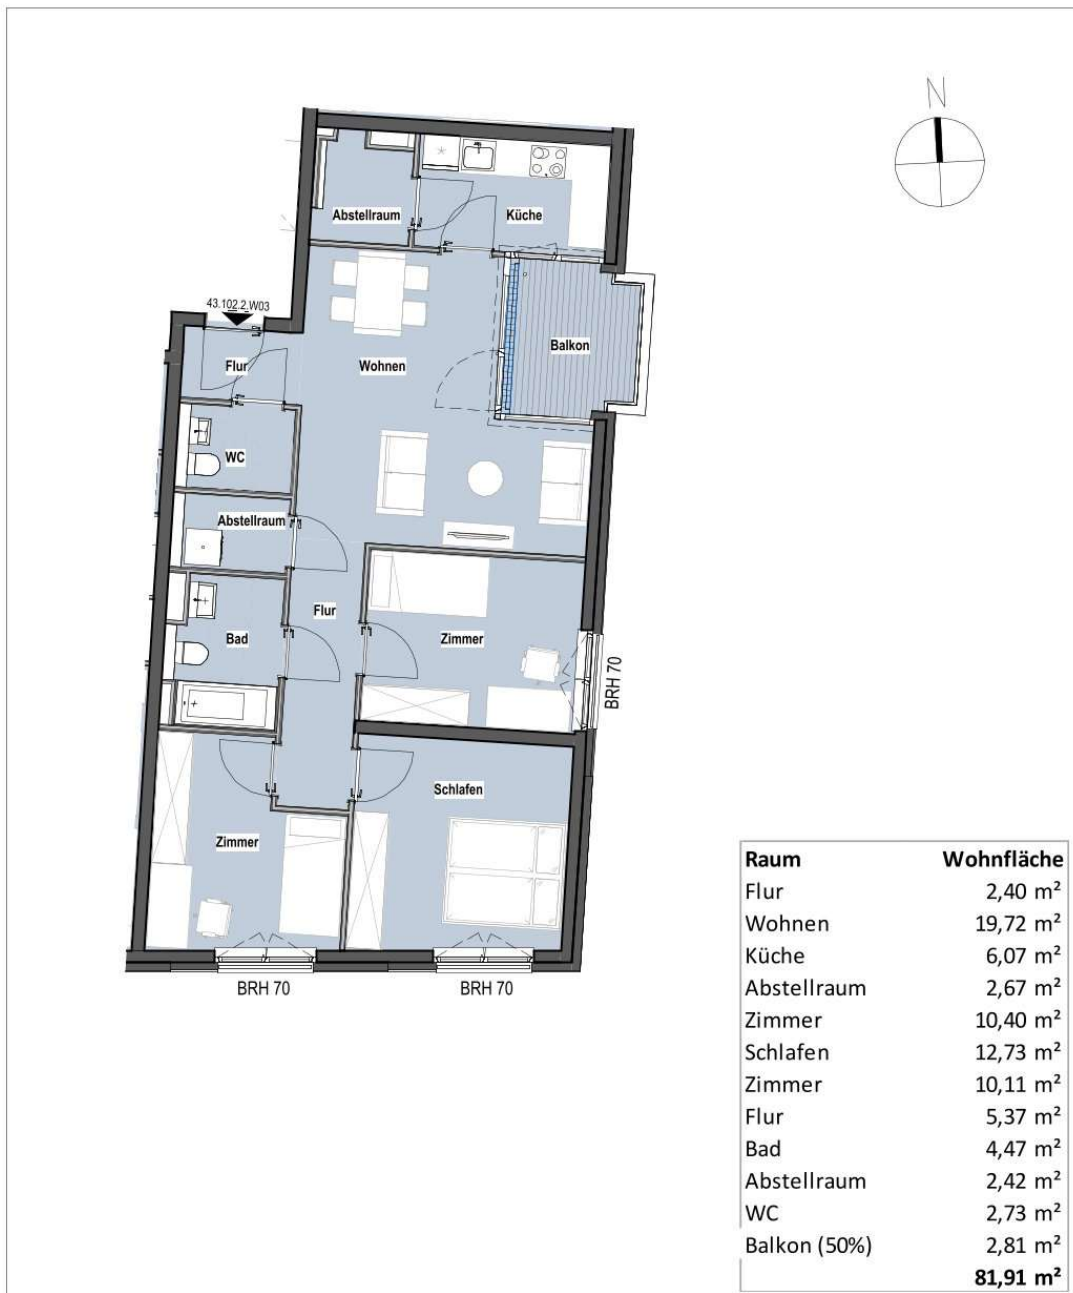 N
Abstellraum
Küche
43.102.2.W03
Flur
Wohnen
Balkon
WC
Abstellraum
Flur
Bad
Zimmer
BRH 70
Schlafen
Zimmer
BRH 70
BRH 70
Raum Wohnfläche
Flur 2,40 m²
Wohnen 19,72 m²
Küche 6,07 m²
Abstellraum 2,67 m²
Zimmer 10,40 m²
Schlafen 12,73 m²
Zimmer 10,11 m²
Flur 5,37 m²
Bad 4,47 m²
Abstellraum 2,42 m²
WC 2,73 m²
Balkon (50%) 2,81 m²
81,91 m²